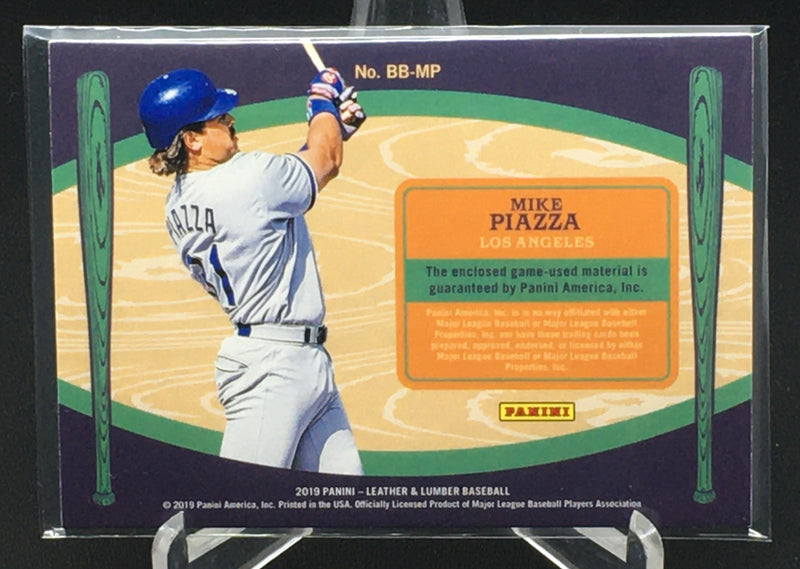 No. BB-MP
PIAZZA
31
MIKE
PIAZZA
LOS ANGELES
The enclosed game-used material is
guaranteed by Panini America, Inc.
Panini America, Inc. is in no way affiliated with either
Major League Baseball or Major League Baseball
Properties, Inc. nor have these trading cards been
prepared, approved, endorsed, or licensed by either
Major League Baseball or Major League Baseball
Properties, Inc.
PANINI
2019 PANINI – LEATHER & LUMBER BASEBALL
© 2019 Panini America, Inc. Printed in the USA. Officially Licensed Product of Major League Baseball Players Association